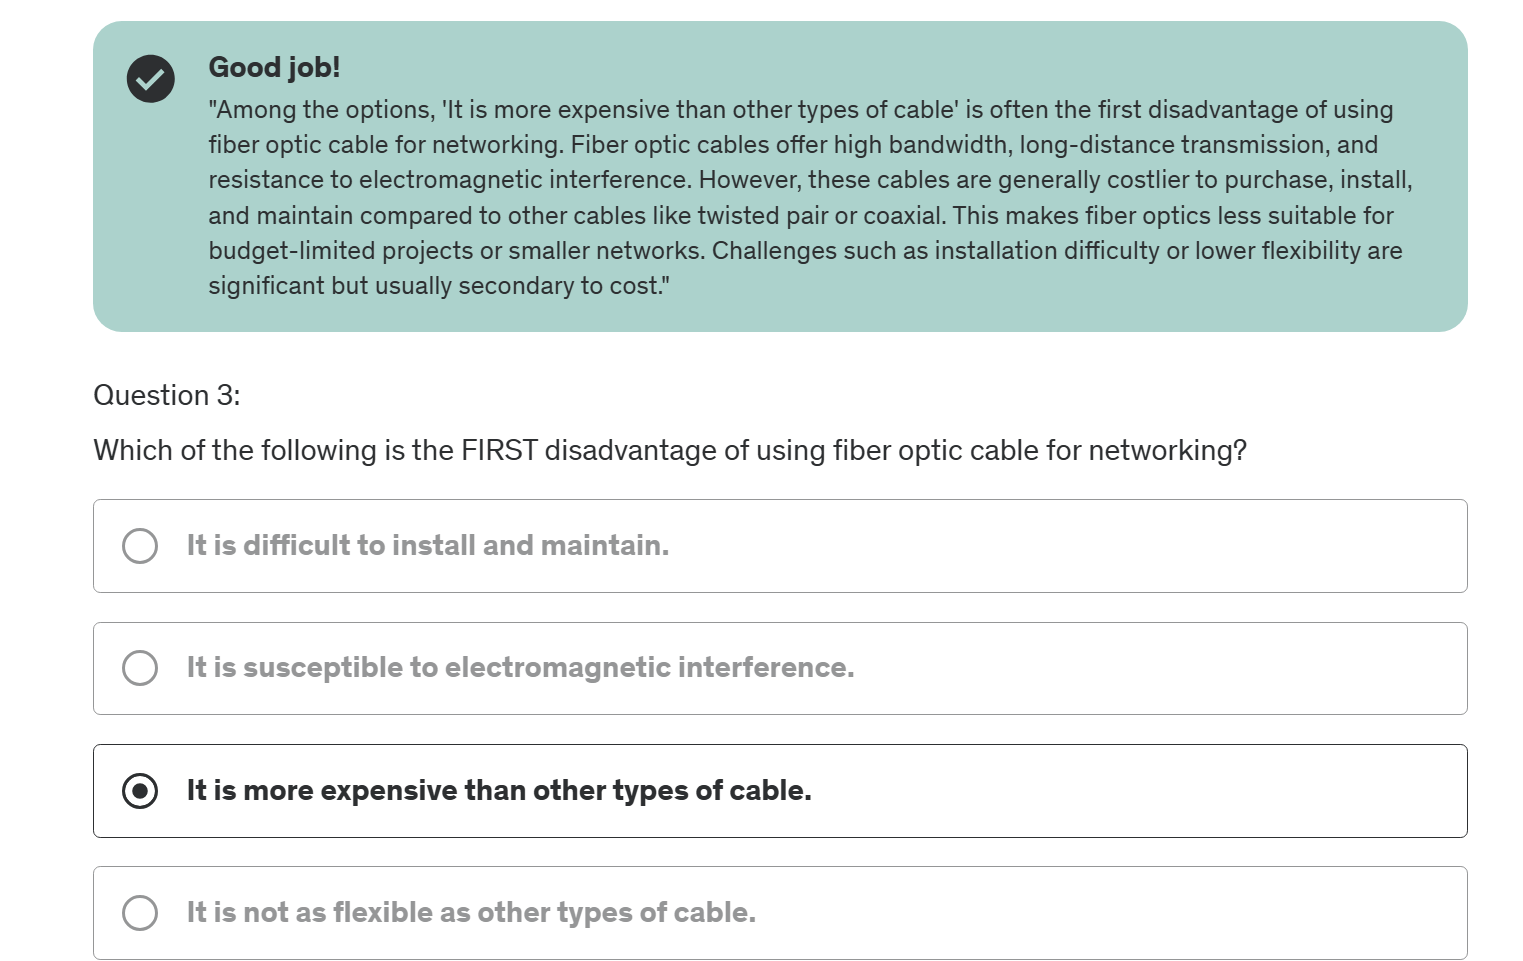 Good job!
"Among the options, 'It is more expensive than other types of cable' is often the first disadvantage of using
fiber optic cable for networking. Fiber optic cables offer high bandwidth, long-distance transmission, and
resistance to electromagnetic interference. However, these cables are generally costlier to purchase, install,
and maintain compared to other cables like twisted pair or coaxial. This makes fiber optics less suitable for
budget-limited projects or smaller networks. Challenges such as installation difficulty or lower flexibility are
significant but usually secondary to cost."
Question 3:
Which of the following is the FIRST disadvantage of using fiber optic cable for networking?
It is difficult to install and maintain.
It is susceptible to electromagnetic interference.
It is more expensive than other types of cable.
It is not as flexible as other types of cable.